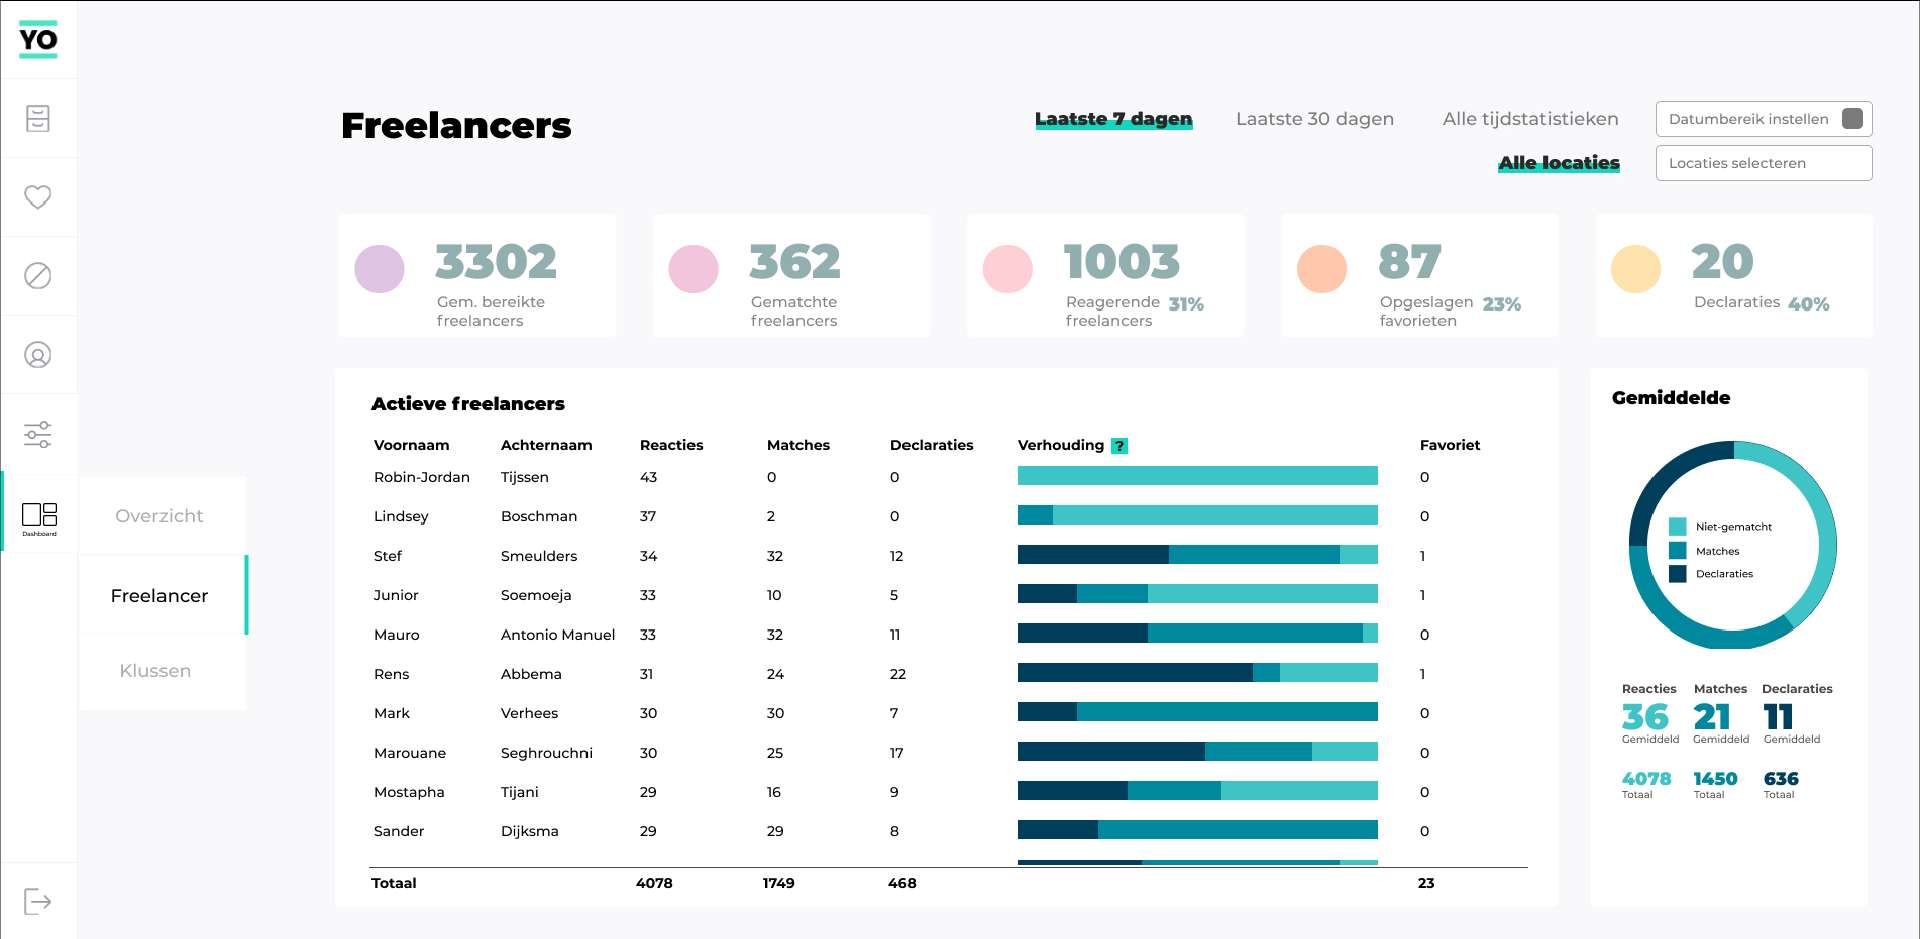 YO
Freelancers
Laatste 7 dagen
Laatste 30 dagen
Alle tijdstatistieken
Datumbereik instellen
Alle locaties
Locaties selecteren
3302
Gem. bereikte
freelancers
362
Gematchte
freelancers
1003
Reagerende 31%
freelancers
87
Opgeslagen 23%
favorieten
20
Declaraties 40%
Dashboard
Overzicht
Freelancer
Klussen
Actieve freelancers
Voornaam Achternaam Reacties Matches Declaraties Verhouding ? Favoriet
Robin-Jordan Tijssen 43 0 0 0
Lindsey Boschman 37 2 0 0
Stef Smeulders 34 32 12 1
Junior Soemoeja 33 10 5 1
Mauro Antonio Manuel 33 32 11 0
Rens Abbema 31 24 22 1
Mark Verhees 30 30 7 0
Marouane Seghrouchni 30 25 17 0
Mostapha Tijani 29 16 9 0
Sander Dijksma 29 29 8 0
Totaal 4078 1749 468 23
Gemiddelde
Niet-gematcht
Matches
Declaraties
Reacties Matches Declaraties
36 21 11
Gemiddeld Gemiddeld Gemiddeld
4078 1450 636
Totaal Totaal Totaal